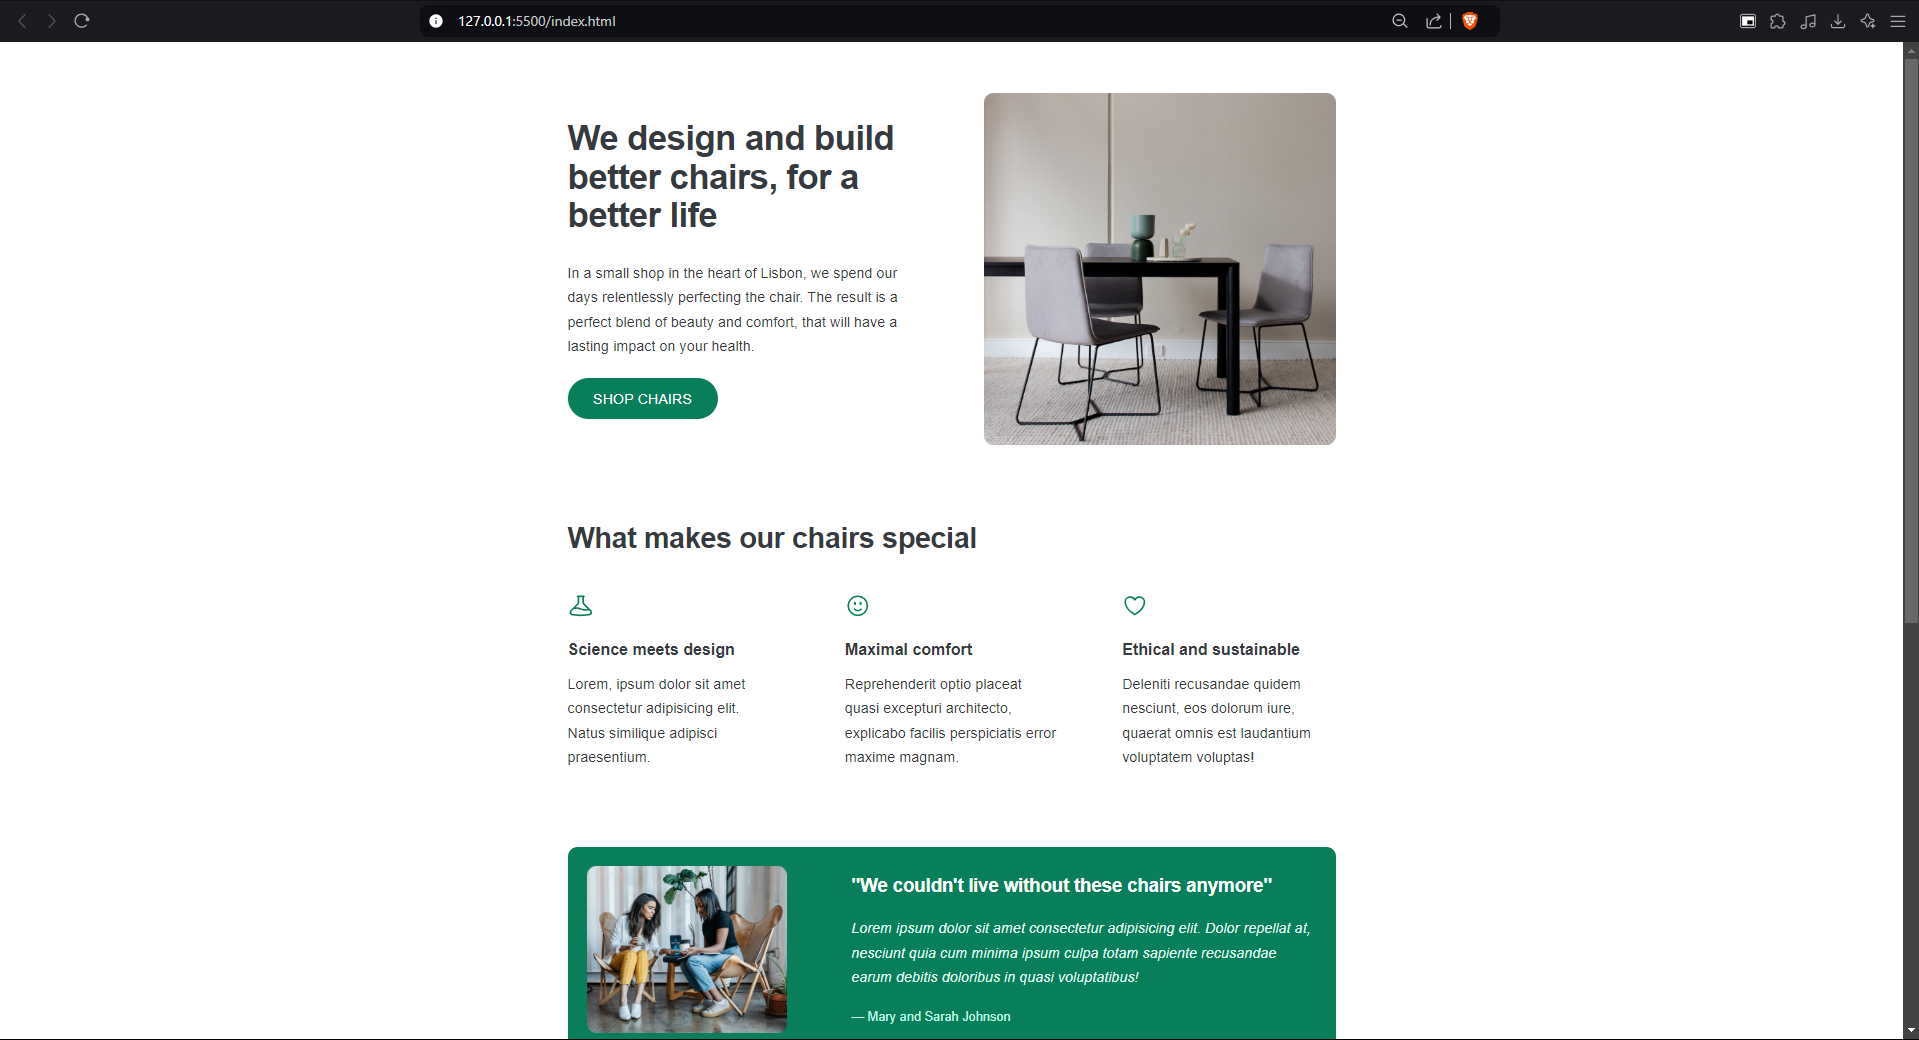 127.0.0.1:5500/index.html
We design and build
better chairs, for a
better life
In a small shop in the heart of Lisbon, we spend our
days relentlessly perfecting the chair. The result is a
perfect blend of beauty and comfort, that will have a
lasting impact on your health.
SHOP CHAIRS
What makes our chairs special
Science meets design
Lorem, ipsum dolor sit amet
consectetur adipisicing elit.
Natus similique adipisci
praesentium.
Maximal comfort
Reprehenderit optio placeat
quasi excepturi architecto,
explicabo facilis perspiciatis error
maxime magnam.
Ethical and sustainable
Deleniti recusandae quidem
nesciunt, eos dolorum iure,
quaerat omnis est laudantium
voluptatem voluptas!
"We couldn't live without these chairs anymore"
Lorem ipsum dolor sit amet consectetur adipisicing elit. Dolor repellat at,
nesciunt quia cum minima ipsum culpa totam sapiente recusandae
earum debitis doloribus in quasi voluptatibus!
— Mary and Sarah Johnson